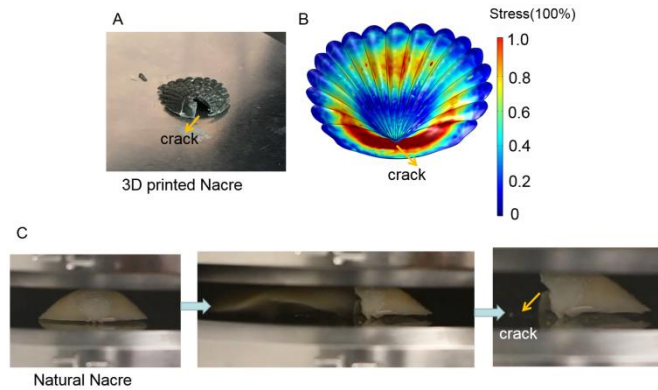 A
crack
3D printed Nacre
B
Stress(100%)
1.0
0.8
0.6
0.4
0.2
0
crack
C
crack
Natural Nacre